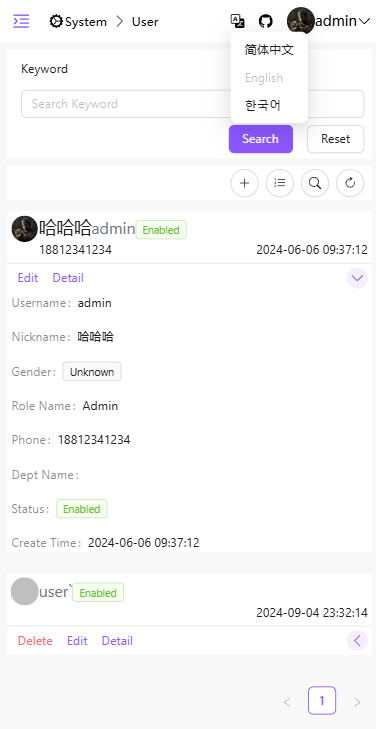 System > User admin
简体中文
English
한국어
Keyword
Search Keyword
Search Reset
哈哈哈admin Enabled
18812341234 2024-06-06 09:37:12
Edit Detail
Username: admin
Nickname: 哈哈哈
Gender: Unknown
Role Name: Admin
Phone: 18812341234
Dept Name:
Status: Enabled
Create Time: 2024-06-06 09:37:12
user` Enabled
2024-09-04 23:32:14
Delete Edit Detail
< 1 >